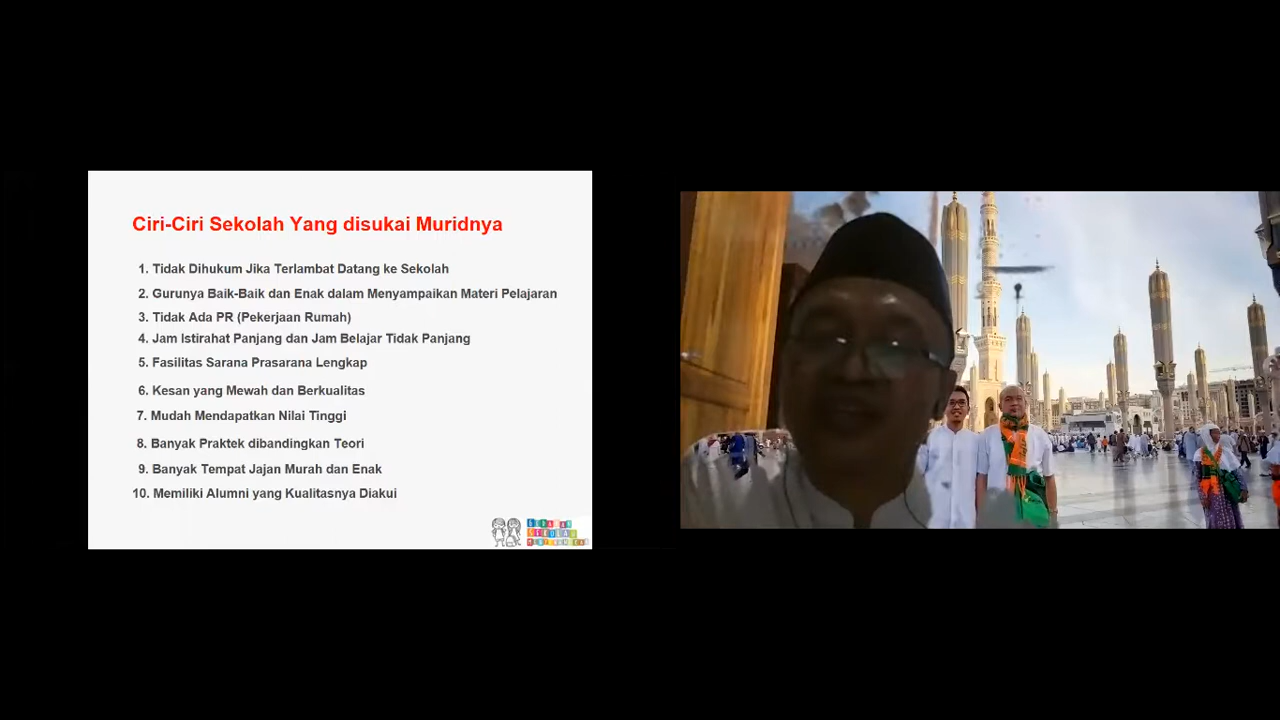 Ciri-Ciri Sekolah Yang disukai Muridnya
1. Tidak Dihukum Jika Terlambat Datang ke Sekolah
2. Gurunya Baik-Baik dan Enak dalam Menyampaikan Materi Pelajaran
3. Tidak Ada PR (Pekerjaan Rumah)
4. Jam Istirahat Panjang dan Jam Belajar Tidak Panjang
5. Fasilitas Sarana Prasarana Lengkap
6. Kesan yang Mewah dan Berkualitas
7. Mudah Mendapatkan Nilai Tinggi
8. Banyak Praktek dibandingkan Teori
9. Banyak Tempat Jajan Murah dan Enak
10. Memiliki Alumni yang Kualitasnya Diakui